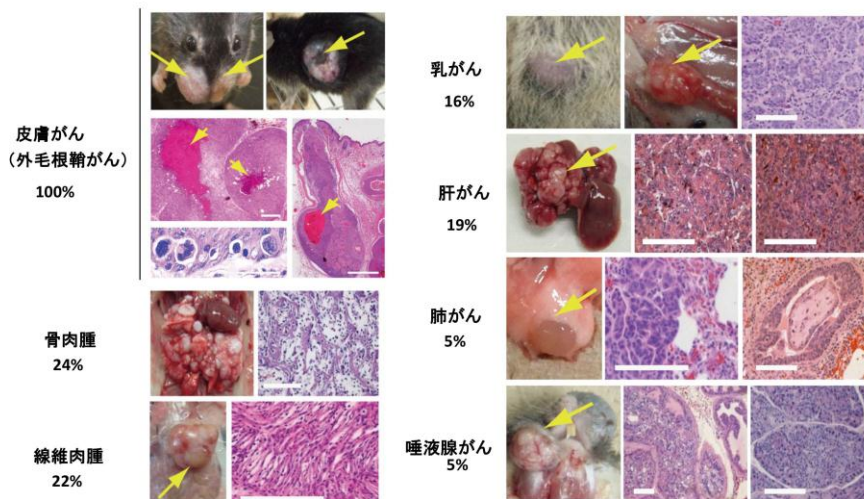 皮膚がん
（外毛根鞘がん）
100%
骨肉腫
24%
線維肉腫
22%
乳がん
16%
肝がん
19%
肺がん
5%
唾液腺がん
5%